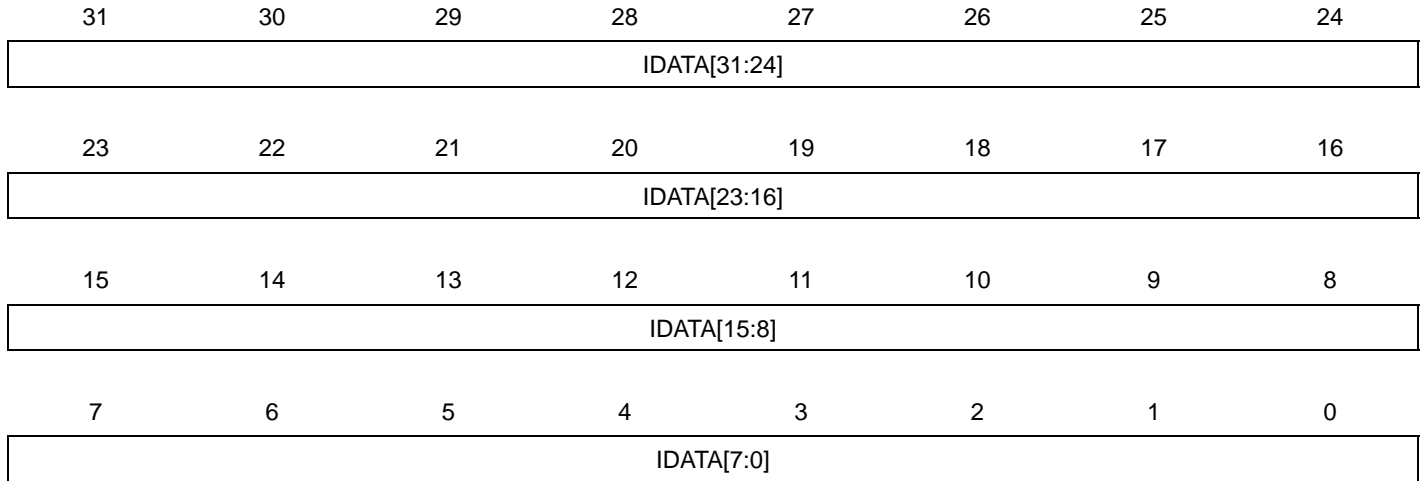 31 30 29 28 27 26 25 24
IDATA[31:24]
23 22 21 20 19 18 17 16
IDATA[23:16]
15 14 13 12 11 10 9 8
IDATA[15:8]
7 6 5 4 3 2 1 0
IDATA[7:0]